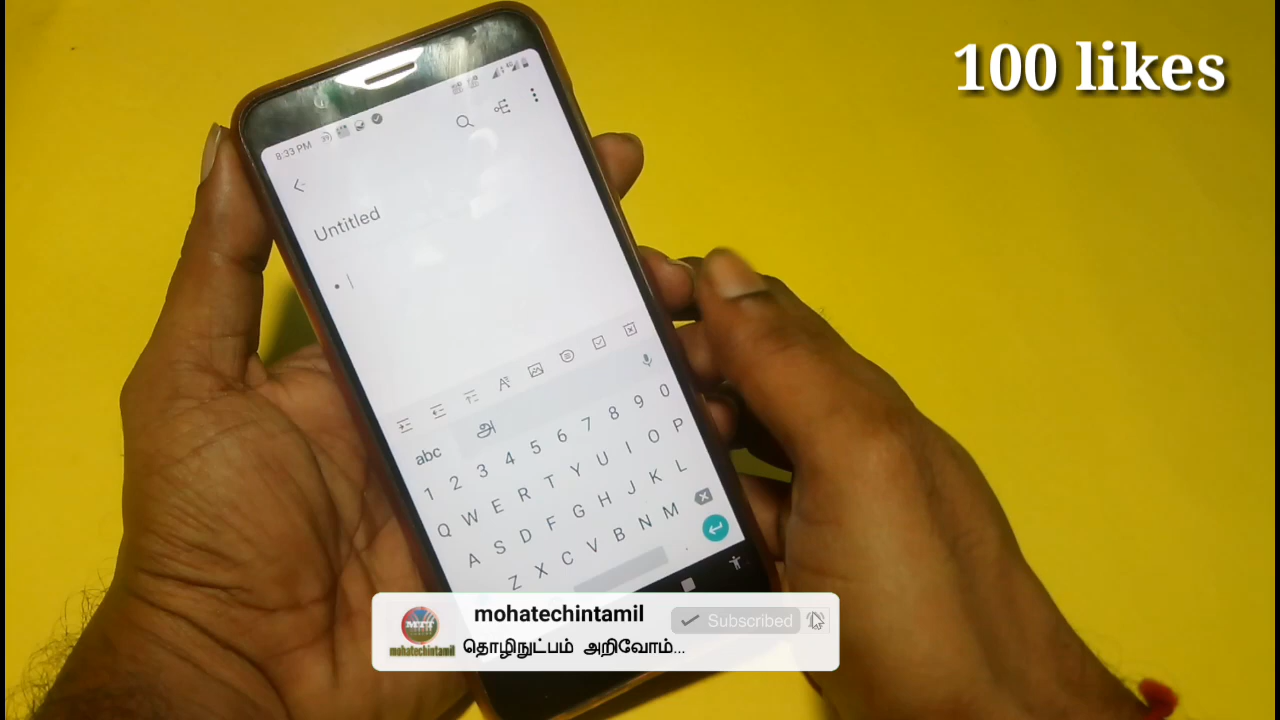 100 likes
8:33 PM
Untitled
abc அ
1 2 3 4 5 6 7 8 9 0
Q W E R T Y U I O P
A S D F G H J K L
Z X C V B N M
mohatechintamil
Subscribed
MTT
mohatechintamil
தொழிநுட்பம் அறிவோம்...